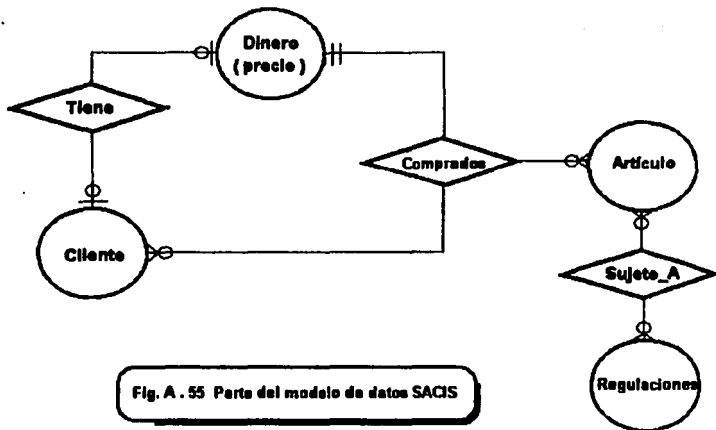 Dinero
( precio )
Tiene
Comprados
Artículo
Cliente
Sujeto_A
Regulaciones
Fig. A . 55 Parte del modelo de datos SACIS